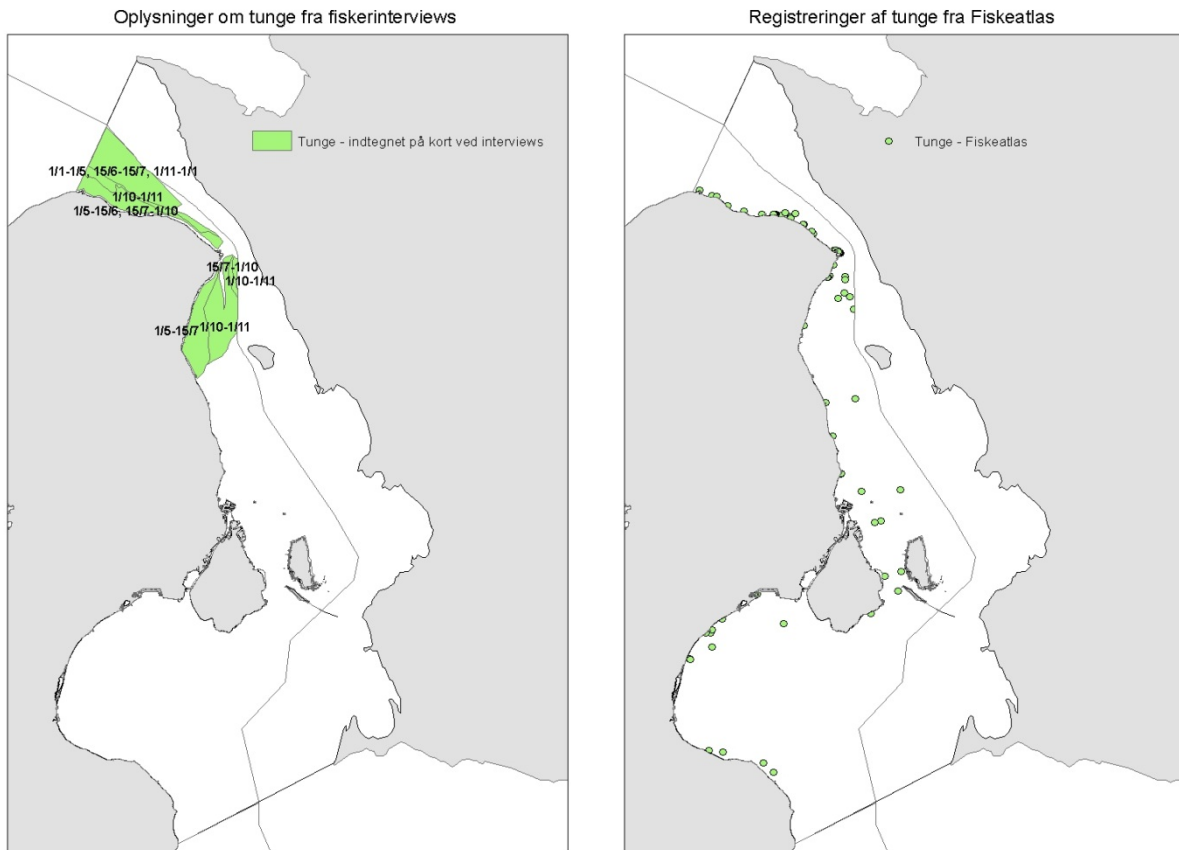 Oplysninger om tunge fra fiskerinterviews
Tunge - indtegnet på kort ved interviews
1/1-1/5, 15/6-15/7, 1/11-1/1
1/10-1/11
1/5-15/6, 15/7-1/10
15/7-1/10
1/10-1/11
1/5-15/7
1/10-1/11
Registreringer af tunge fra Fiskeatlas
Tunge - Fiskeatlas